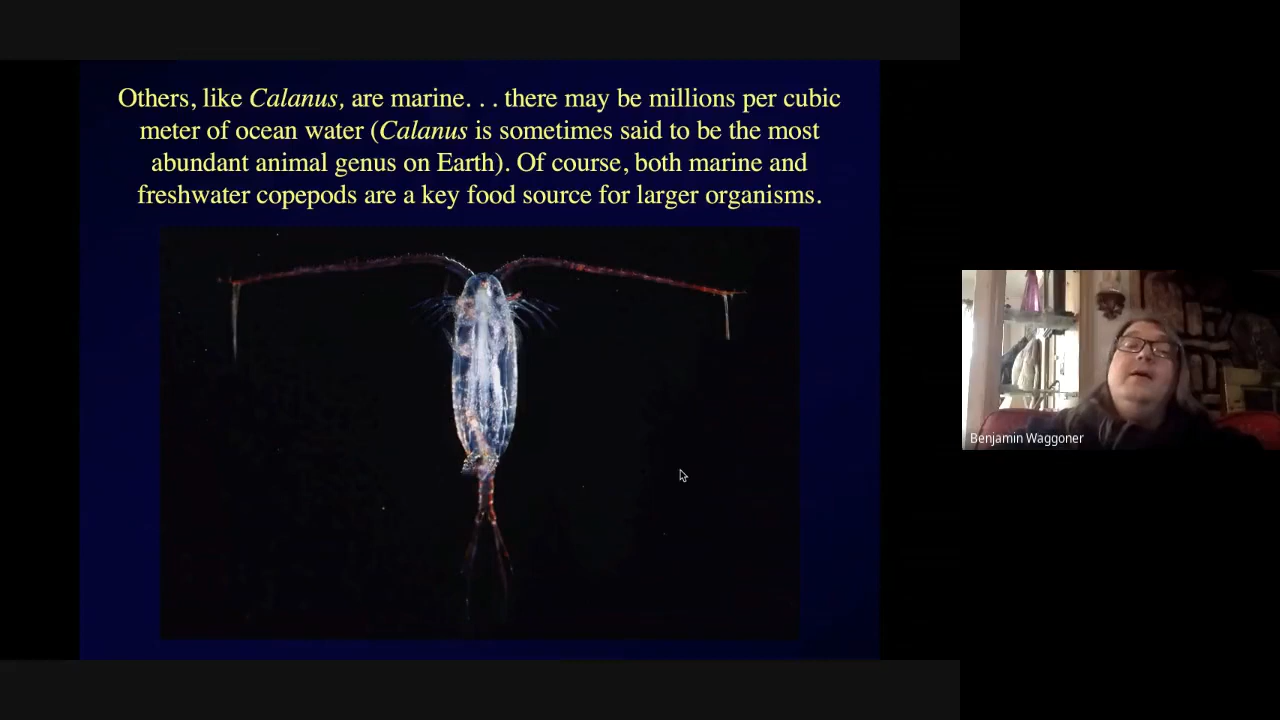 Others, like Calanus, are marine. . . there may be millions per cubic
meter of ocean water (Calanus is sometimes said to be the most
abundant animal genus on Earth). Of course, both marine and
freshwater copepods are a key food source for larger organisms.
Benjamin Waggoner